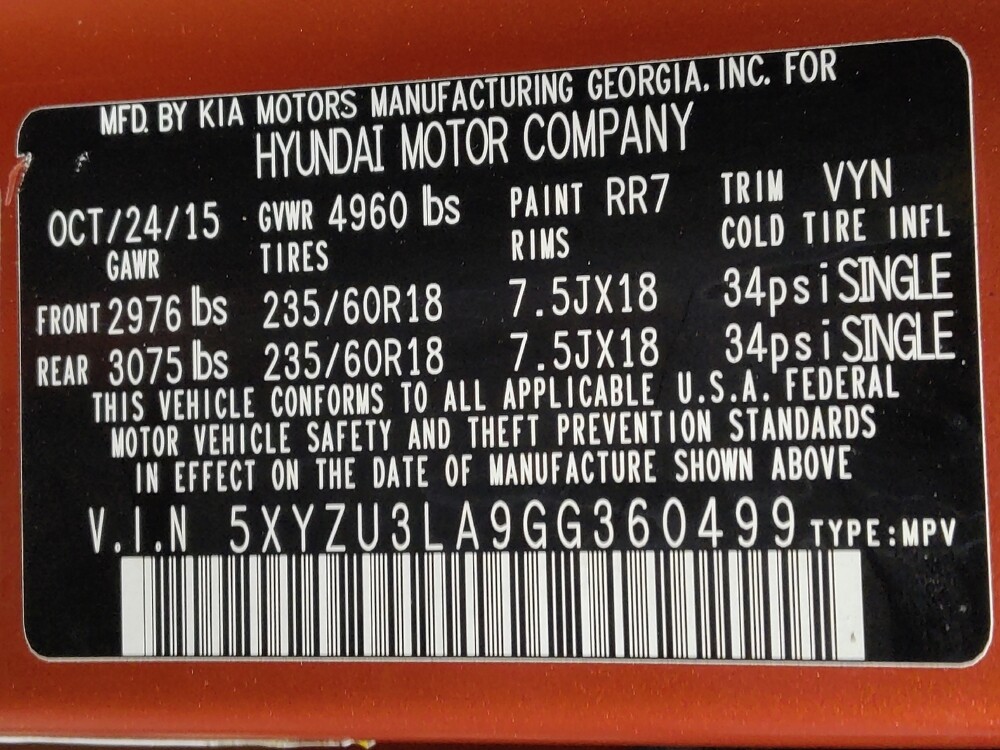 MFD. BY KIA MOTORS MANUFACTURING GEORGIA, INC. FOR
HYUNDAI MOTOR COMPANY
OCT/24/15 GVWR 4960 lbs PAINT RR7 TRIM VYN
GAWR TIRES RIMS COLD TIRE INFL
FRONT 2976 lbs 235/60R18 7.5JX18 34psi SINGLE
REAR 3075 lbs 235/60R18 7.5JX18 34psi SINGLE
THIS VEHICLE CONFORMS TO ALL APPLICABLE U.S.A. FEDERAL
MOTOR VEHICLE SAFETY AND THEFT PREVENTION STANDARDS
IN EFFECT ON THE DATE OF MANUFACTURE SHOWN ABOVE
V.I.N 5XYZU3LA9GG360499 TYPE:MPV